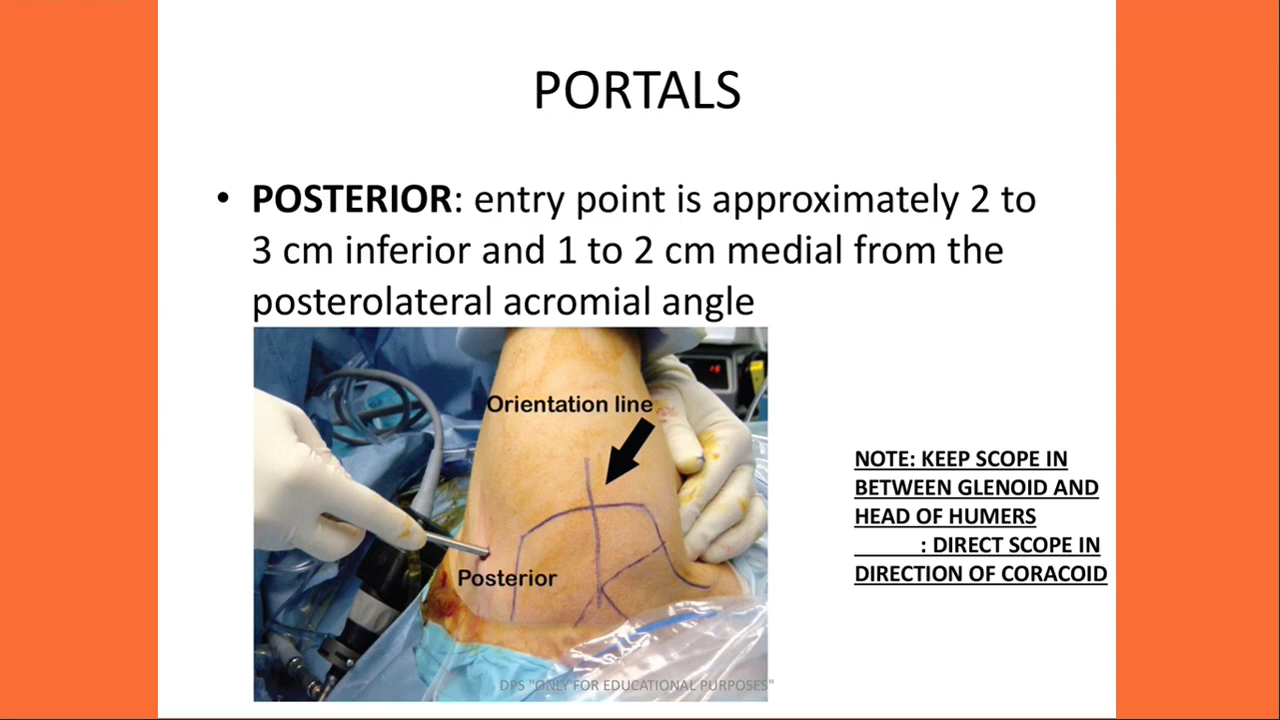 PORTALS
• POSTERIOR: entry point is approximately 2 to
3 cm inferior and 1 to 2 cm medial from the
posterolateral acromial angle
Orientation line
Posterior
NOTE: KEEP SCOPE IN
BETWEEN GLENOID AND
HEAD OF HUMERS
: DIRECT SCOPE IN
DIRECTION OF CORACOID
DPS "ONLY FOR EDUCATIONAL PURPOSES"